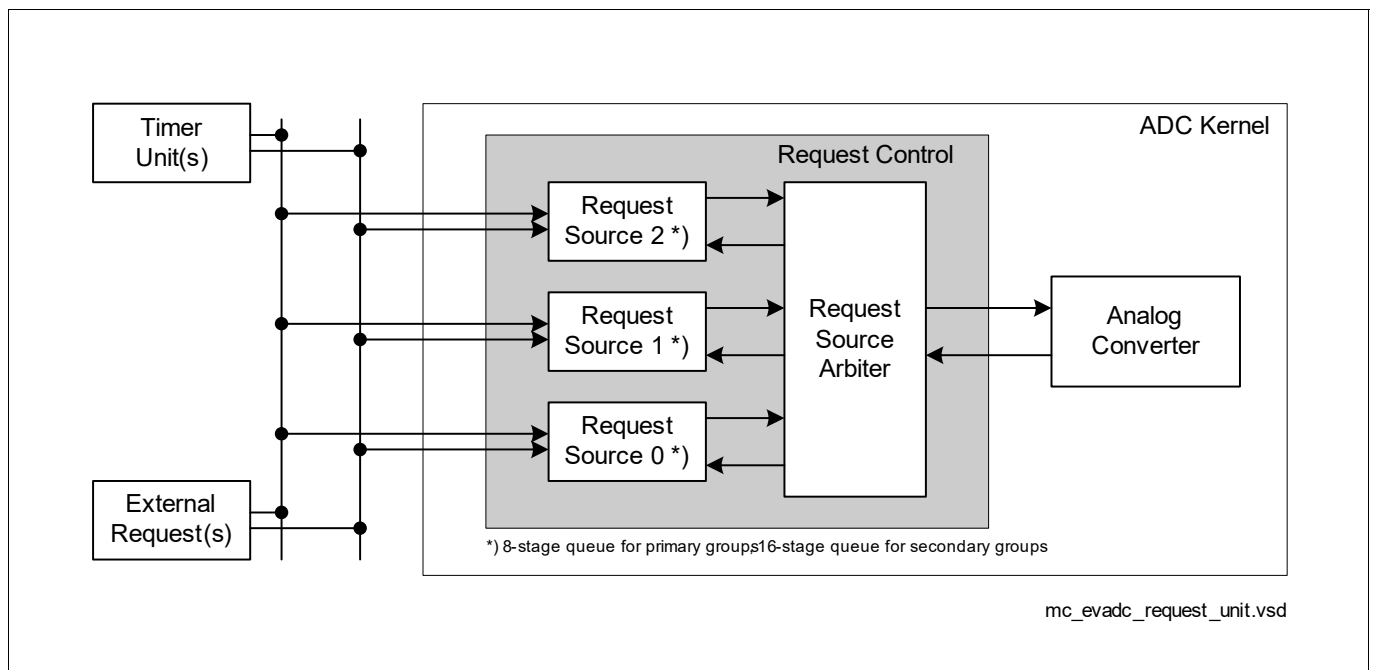 Timer
Unit(s)
ADC Kernel
Request Control
Request
Source 2 *)
Request
Source 1 *)
Request
Source 0 *)
Request
Source
Arbiter
Analog
Converter
External
Request(s)
*) 8-stage queue for primary groups, 16-stage queue for secondary groups
mc_evadc_request_unit.vsd